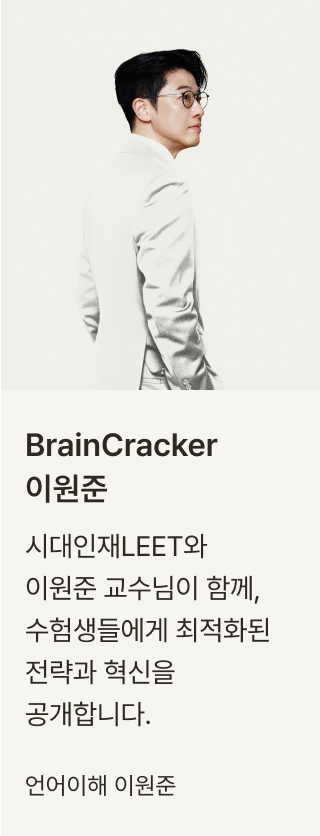 BrainCracker
이원준
시대인재LEET와
이원준 교수님이 함께,
수험생들에게 최적화된
전략과 혁신을
공개합니다.
언어이해 이원준